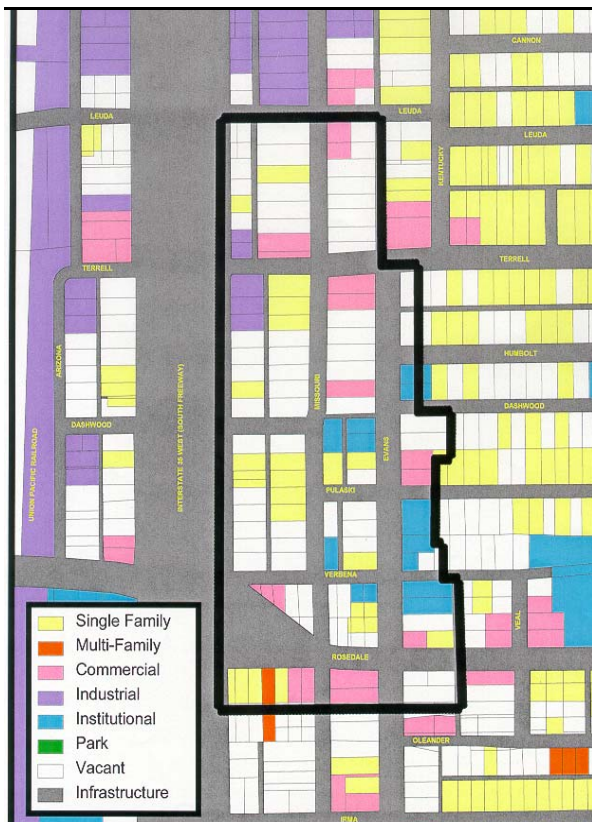 CANNON
LEUDA
LEUDA
LEUDA
KENTUCKY
TERRELL
TERRELL
ARIZONA
HUMBOLT
MISSOURI
DASHWOOD
DASHWOOD
EVANS
INTERSTATE 35 WEST (SOUTH FREEWAY)
UNION PACIFIC RAILROAD
PULASKI
VERBENA
VEAL
ROSEDALE
OLEANDER
IRMA
Single Family
Multi-Family
Commercial
Industrial
Institutional
Park
Vacant
Infrastructure